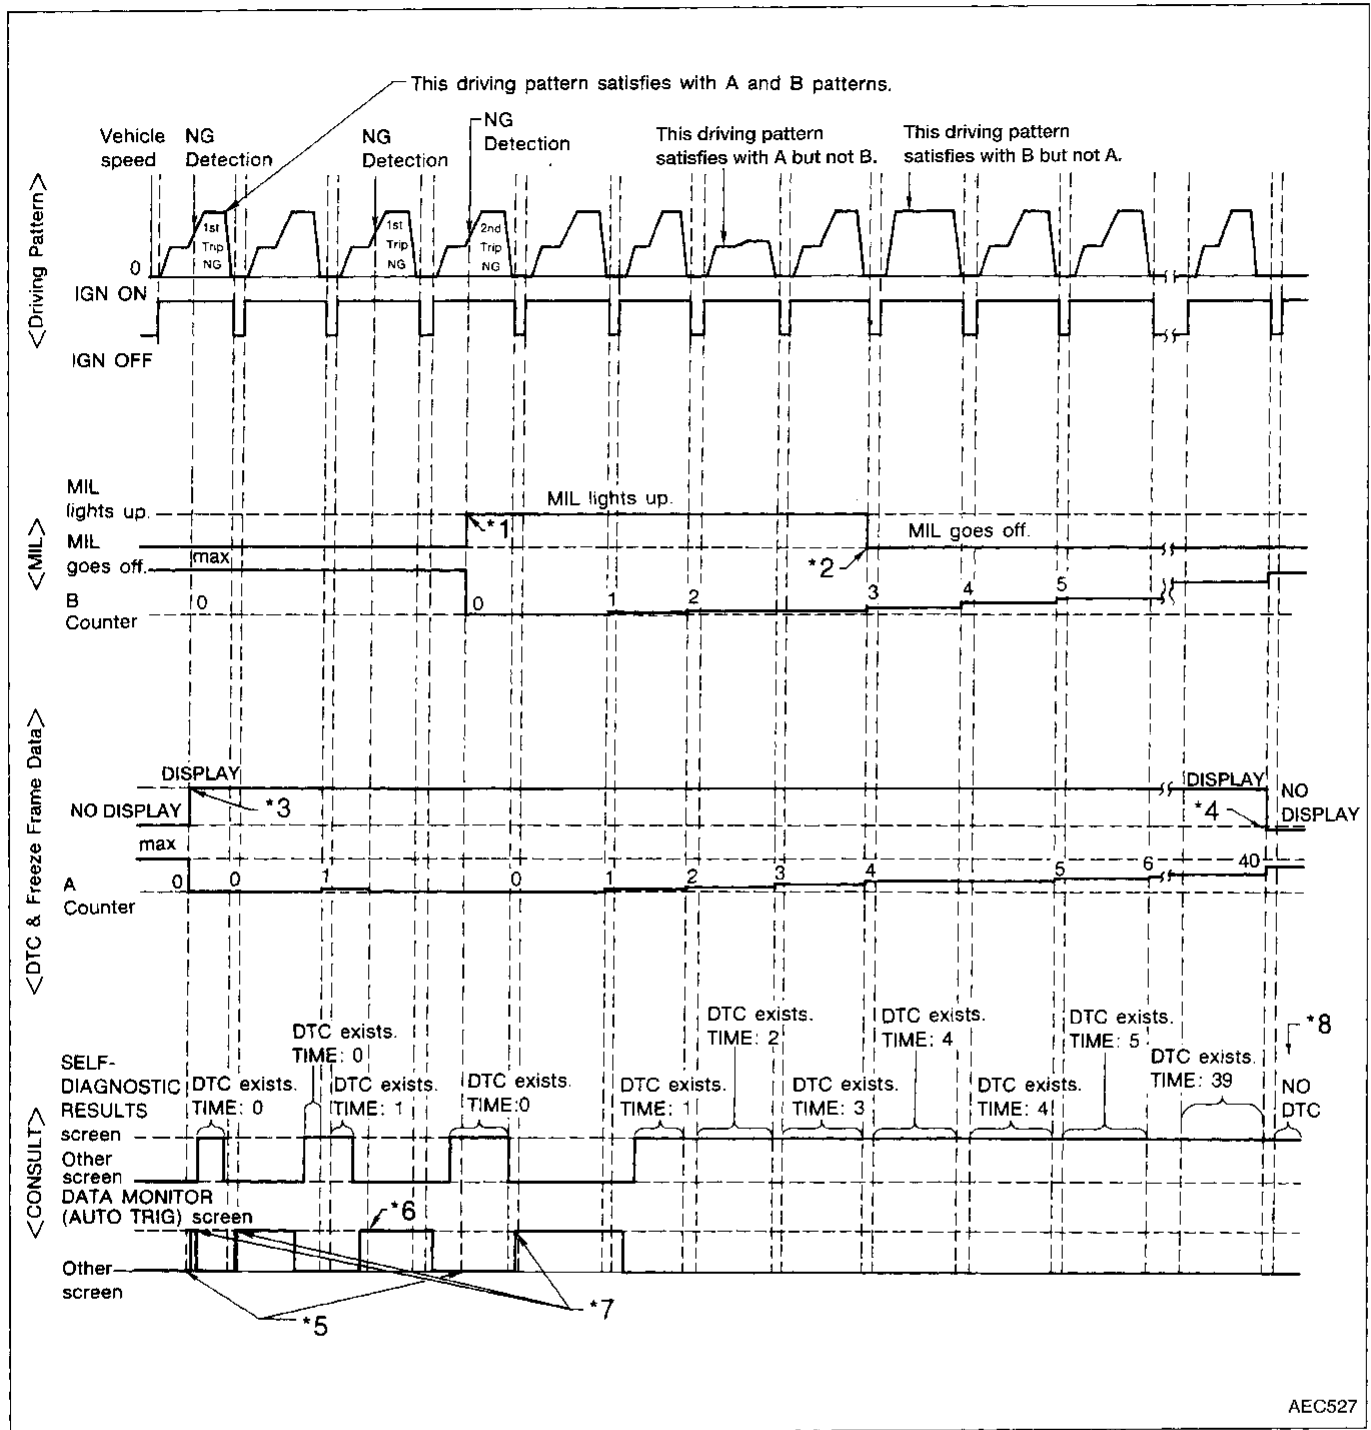 This driving pattern satisfies with A and B patterns.
Vehicle
speed
NG
Detection
NG
Detection
NG
Detection
This driving pattern
satisfies with A but not B.
This driving pattern
satisfies with B but not A.
<Driving Pattern>
1st
Trip
NG
1st
Trip
NG
2nd
Trip
NG
0
IGN ON
IGN OFF
<MIL>
MIL
lights up.
MIL lights up.
*1
MIL
goes off.
MIL goes off.
*2
max
B
Counter
0
0
1
2
3
4
5
<DTC & Freeze Frame Data>
DISPLAY
NO DISPLAY
*3
DISPLAY
*4
NO
DISPLAY
max
A
Counter
0
0
1
0
1
2
3
4
5
6
40
<CONSULT>
SELF-
DIAGNOSTIC
RESULTS
screen
Other
screen
DTC exists.
TIME: 0
DTC exists.
TIME: 0
DTC exists.
TIME: 1
DTC exists.
TIME:0
DTC exists.
TIME: 1
DTC exists.
TIME: 2
DTC exists.
TIME: 3
DTC exists.
TIME: 4
DTC exists.
TIME: 4
DTC exists.
TIME: 5
DTC exists.
TIME: 39
*8
NO
DTC
DATA MONITOR
(AUTO TRIG) screen
*6
Other
screen
*5
*7
AEC527